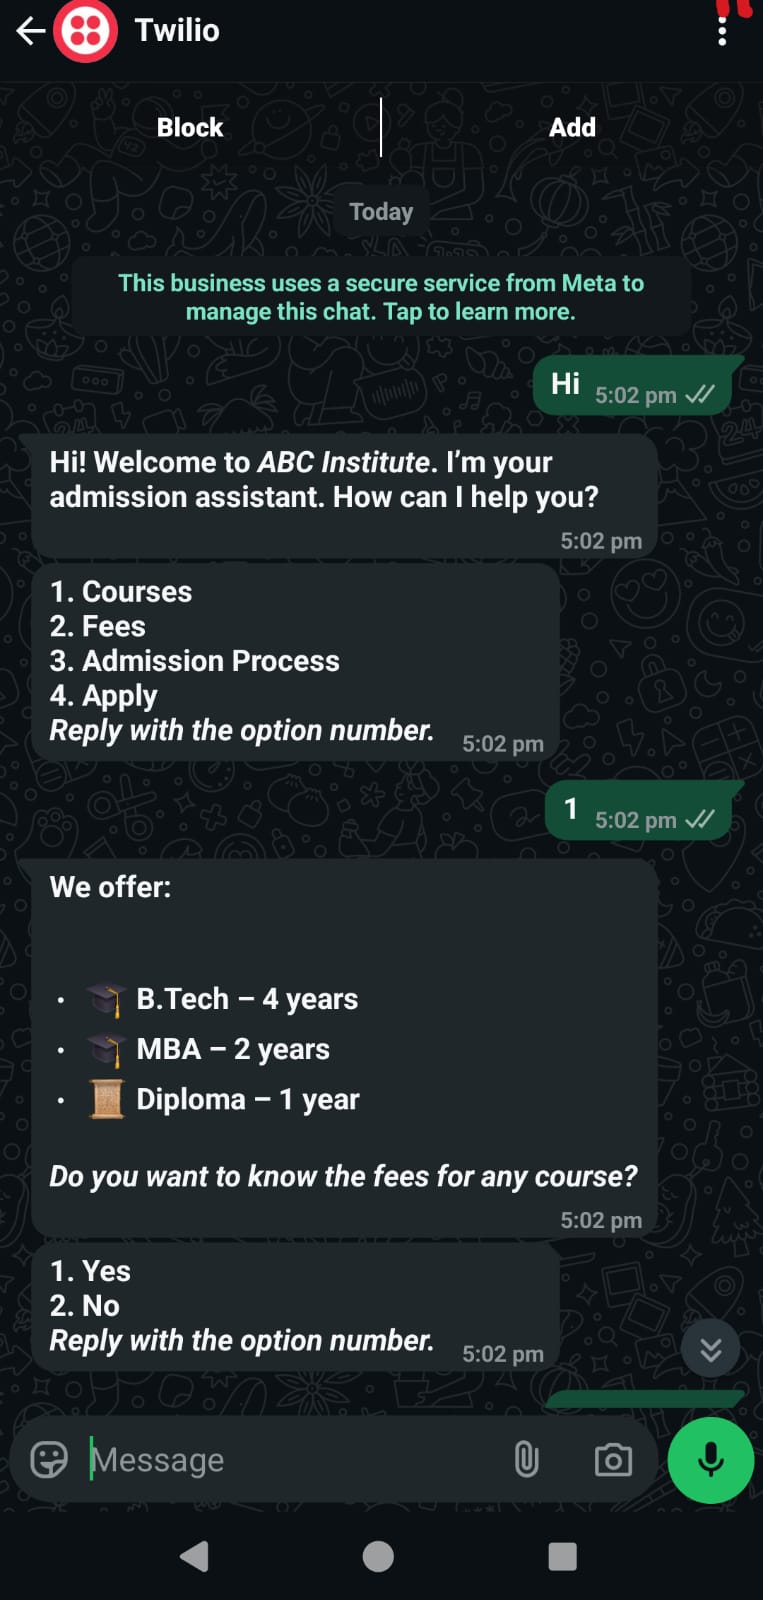 Twilio
Block
Add
Today
This business uses a secure service from Meta to
manage this chat. Tap to learn more.
Hi 5:02 pm
Hi! Welcome to ABC Institute. I’m your
admission assistant. How can I help you?
5:02 pm
1. Courses
2. Fees
3. Admission Process
4. Apply
Reply with the option number. 5:02 pm
1 5:02 pm
We offer:
• 🎓 B.Tech – 4 years
• 🎓 MBA – 2 years
• 📜 Diploma – 1 year
Do you want to know the fees for any course?
5:02 pm
1. Yes
2. No
Reply with the option number. 5:02 pm
Message